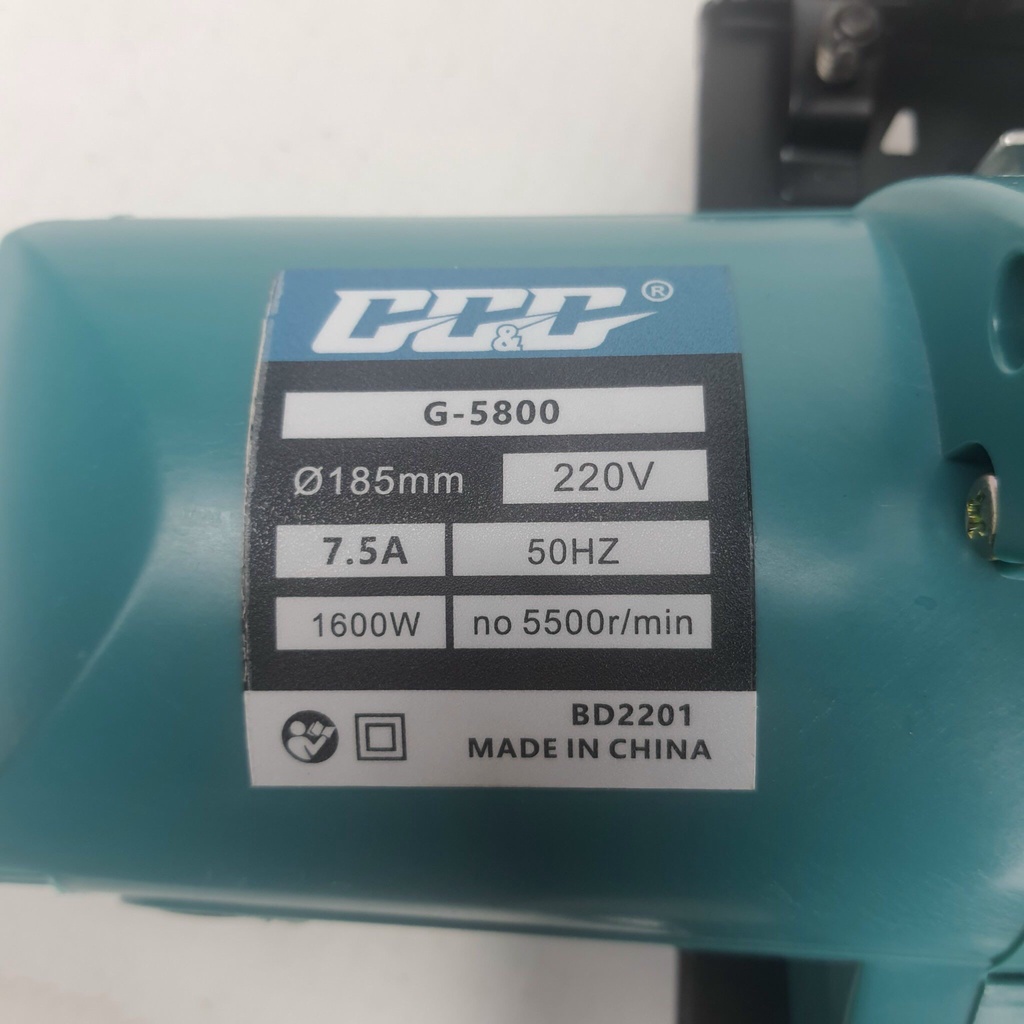 CC&C ®
G-5800
Ø185mm 220V
7.5A 50HZ
1600W no 5500r/min
BD2201
MADE IN CHINA